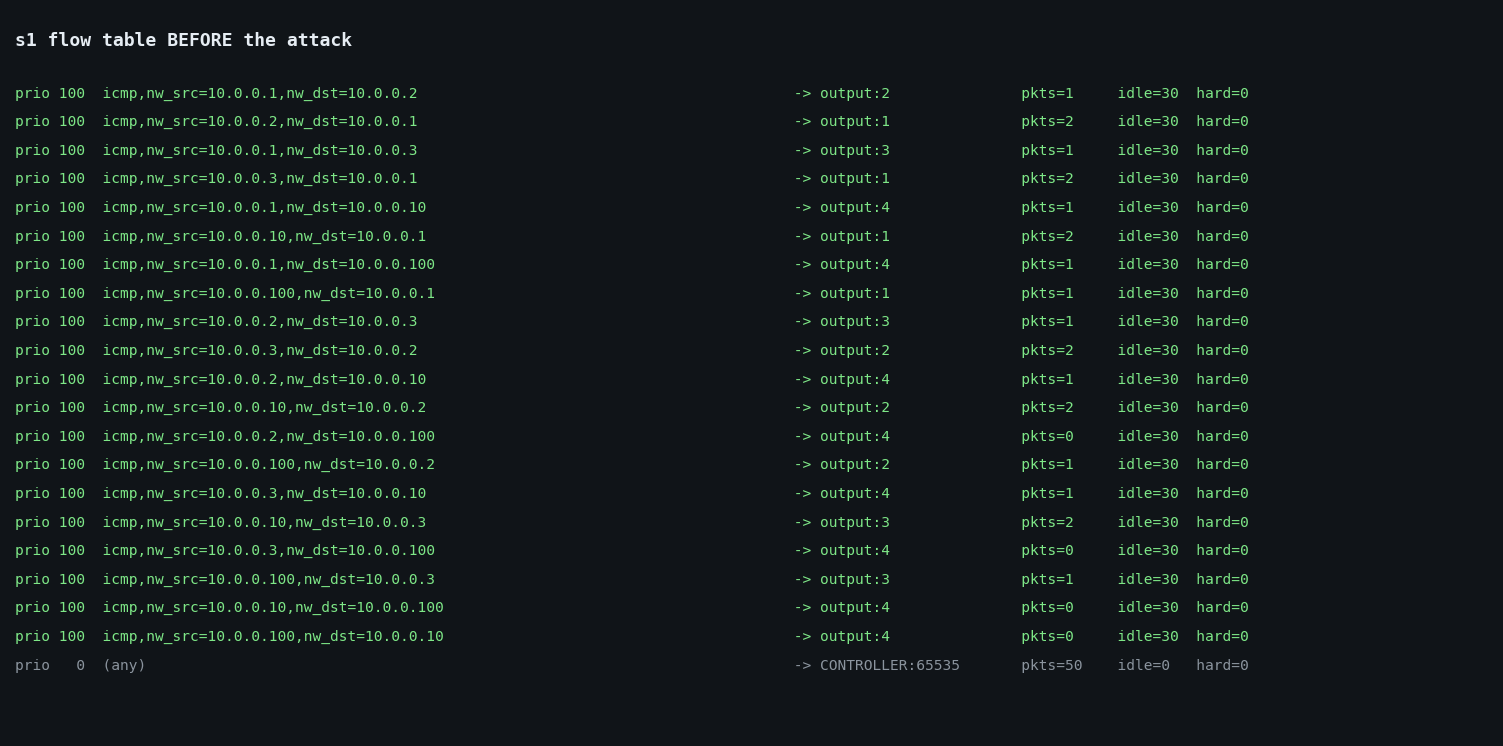 s1 flow table BEFORE the attack
prio 100 icmp,nw_src=10.0.0.1,nw_dst=10.0.0.2 -> output:2 pkts=1 idle=30 hard=0
prio 100 icmp,nw_src=10.0.0.2,nw_dst=10.0.0.1 -> output:1 pkts=2 idle=30 hard=0
prio 100 icmp,nw_src=10.0.0.1,nw_dst=10.0.0.3 -> output:3 pkts=1 idle=30 hard=0
prio 100 icmp,nw_src=10.0.0.3,nw_dst=10.0.0.1 -> output:1 pkts=2 idle=30 hard=0
prio 100 icmp,nw_src=10.0.0.1,nw_dst=10.0.0.10 -> output:4 pkts=1 idle=30 hard=0
prio 100 icmp,nw_src=10.0.0.10,nw_dst=10.0.0.1 -> output:1 pkts=2 idle=30 hard=0
prio 100 icmp,nw_src=10.0.0.1,nw_dst=10.0.0.100 -> output:4 pkts=1 idle=30 hard=0
prio 100 icmp,nw_src=10.0.0.100,nw_dst=10.0.0.1 -> output:1 pkts=1 idle=30 hard=0
prio 100 icmp,nw_src=10.0.0.2,nw_dst=10.0.0.3 -> output:3 pkts=1 idle=30 hard=0
prio 100 icmp,nw_src=10.0.0.3,nw_dst=10.0.0.2 -> output:2 pkts=2 idle=30 hard=0
prio 100 icmp,nw_src=10.0.0.2,nw_dst=10.0.0.10 -> output:4 pkts=1 idle=30 hard=0
prio 100 icmp,nw_src=10.0.0.10,nw_dst=10.0.0.2 -> output:2 pkts=2 idle=30 hard=0
prio 100 icmp,nw_src=10.0.0.2,nw_dst=10.0.0.100 -> output:4 pkts=0 idle=30 hard=0
prio 100 icmp,nw_src=10.0.0.100,nw_dst=10.0.0.2 -> output:2 pkts=1 idle=30 hard=0
prio 100 icmp,nw_src=10.0.0.3,nw_dst=10.0.0.10 -> output:4 pkts=1 idle=30 hard=0
prio 100 icmp,nw_src=10.0.0.10,nw_dst=10.0.0.3 -> output:3 pkts=2 idle=30 hard=0
prio 100 icmp,nw_src=10.0.0.3,nw_dst=10.0.0.100 -> output:4 pkts=0 idle=30 hard=0
prio 100 icmp,nw_src=10.0.0.100,nw_dst=10.0.0.3 -> output:3 pkts=1 idle=30 hard=0
prio 100 icmp,nw_src=10.0.0.10,nw_dst=10.0.0.100 -> output:4 pkts=0 idle=30 hard=0
prio 100 icmp,nw_src=10.0.0.100,nw_dst=10.0.0.10 -> output:4 pkts=0 idle=30 hard=0
prio 0 (any) -> CONTROLLER:65535 pkts=50 idle=0 hard=0